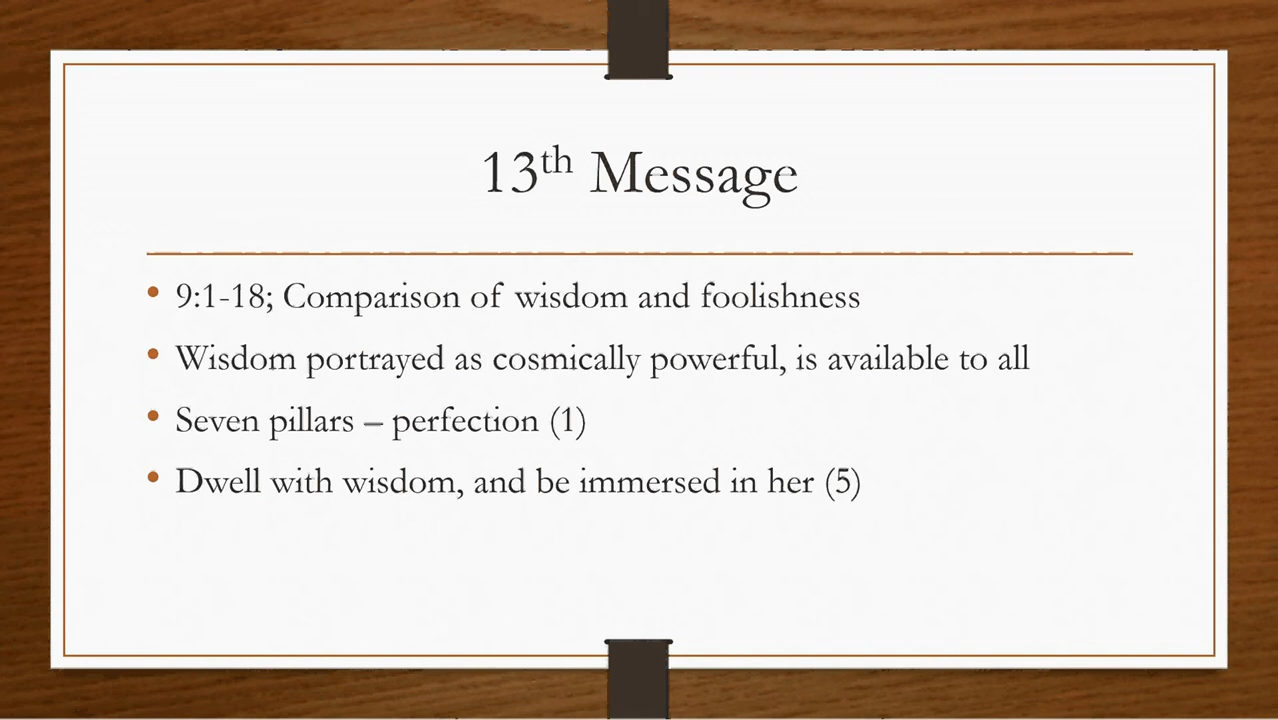 13th Message
• 9:1-18; Comparison of wisdom and foolishness
• Wisdom portrayed as cosmically powerful, is available to all
• Seven pillars – perfection (1)
• Dwell with wisdom, and be immersed in her (5)